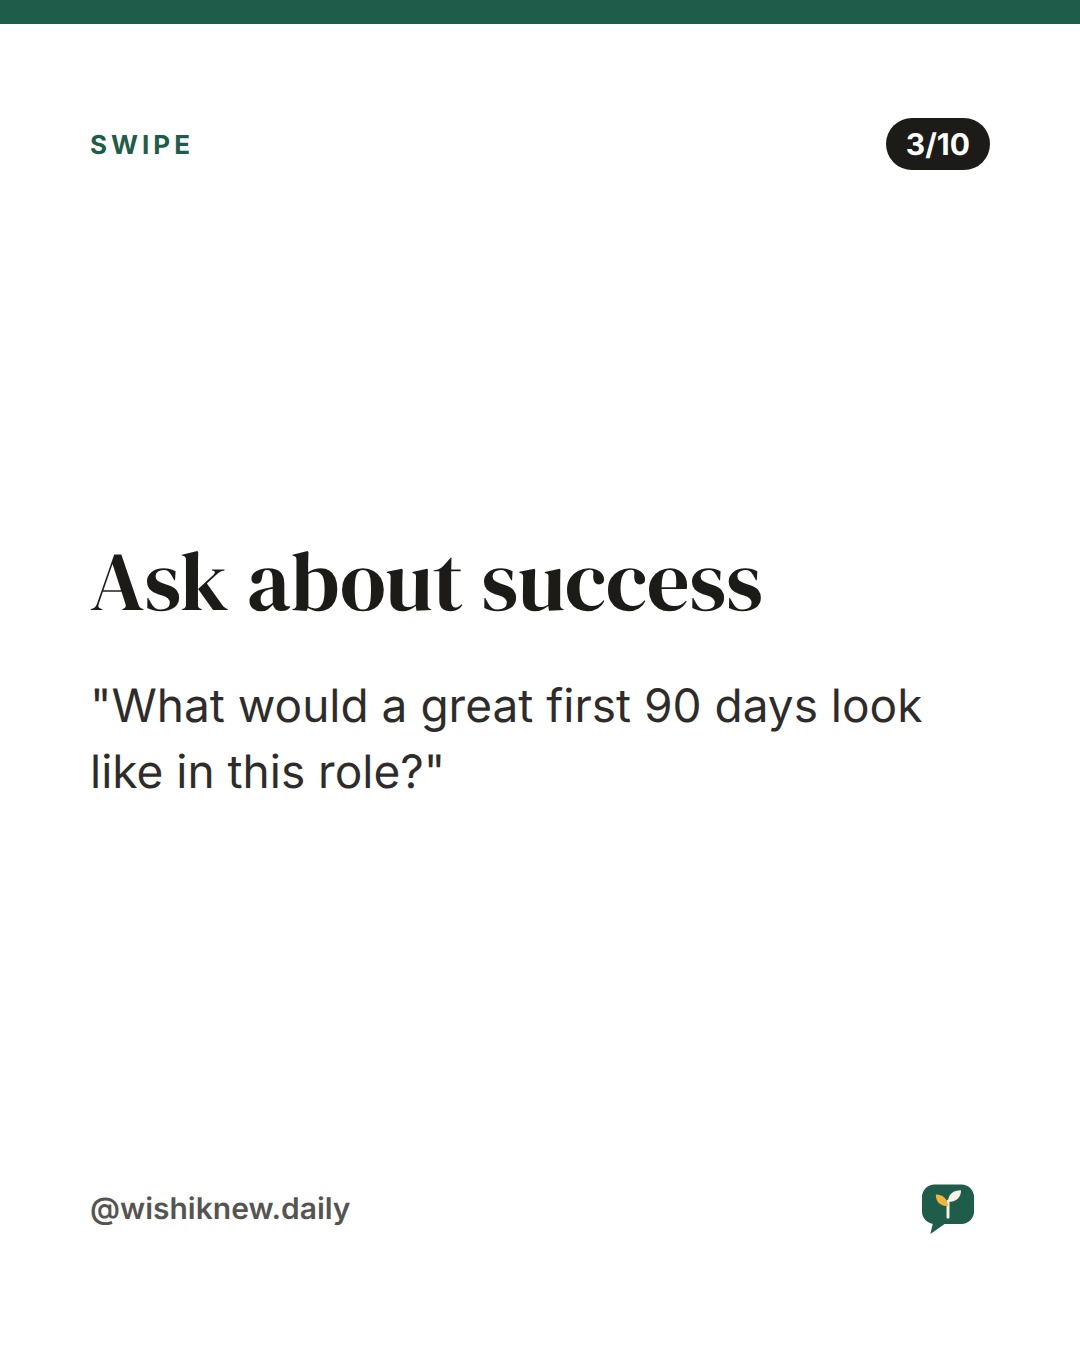 SWIPE
3/10
Ask about success
"What would a great first 90 days look
like in this role?"
@wishiknew.daily